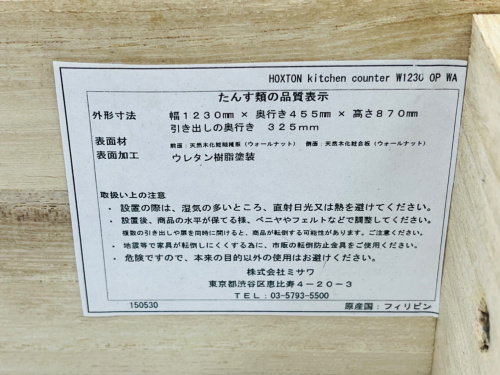 HOXTON kitchen counter W1230 OP WA
たんす類の品質表示
外形寸法 幅1230mm × 奥行き455mm × 高さ870mm
引き出しの奥行き 325mm
表面材 前面：天然木化粧繊維板（ウォールナット） 側面：天然木化粧合板（ウォールナット）
表面加工 ウレタン樹脂塗装
取扱い上の注意
・設置の際は、湿気の多いところ、直射日光又は熱を避けてください。
・設置後、商品の水平が保てる様、ベニヤやフェルトなどで調整してください。
複数の引き出しや扉を同時に開けると、商品が転倒する可能性があります。ご注意ください。
・地震等で家具が転倒しにくくする為に、市販の転倒防止金具をご使用ください。
・危険ですので、本来の目的以外の使用はお避けください。
株式会社ミサワ
東京都渋谷区恵比寿4-20-3
TEL：03-5793-5500
150530 原産国：フィリピン